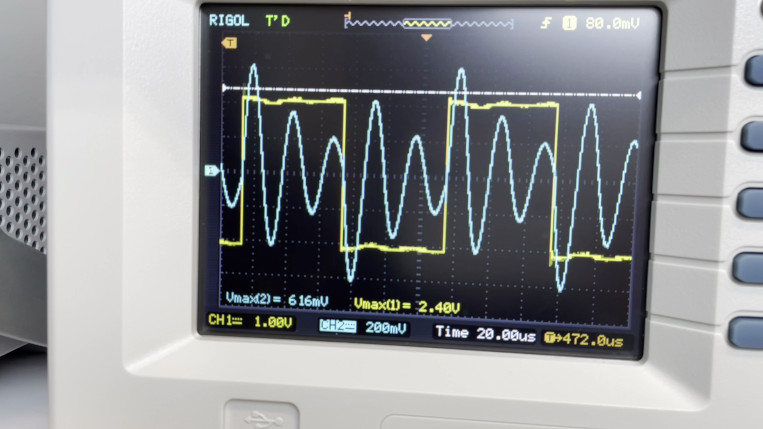 RIGOL T'D 1 80.0mV
T
Vmax(2)= 616mV Vmax(1)= 2.40V
CH1 1.00V CH2 200mV Time 20.00us T→472.0us